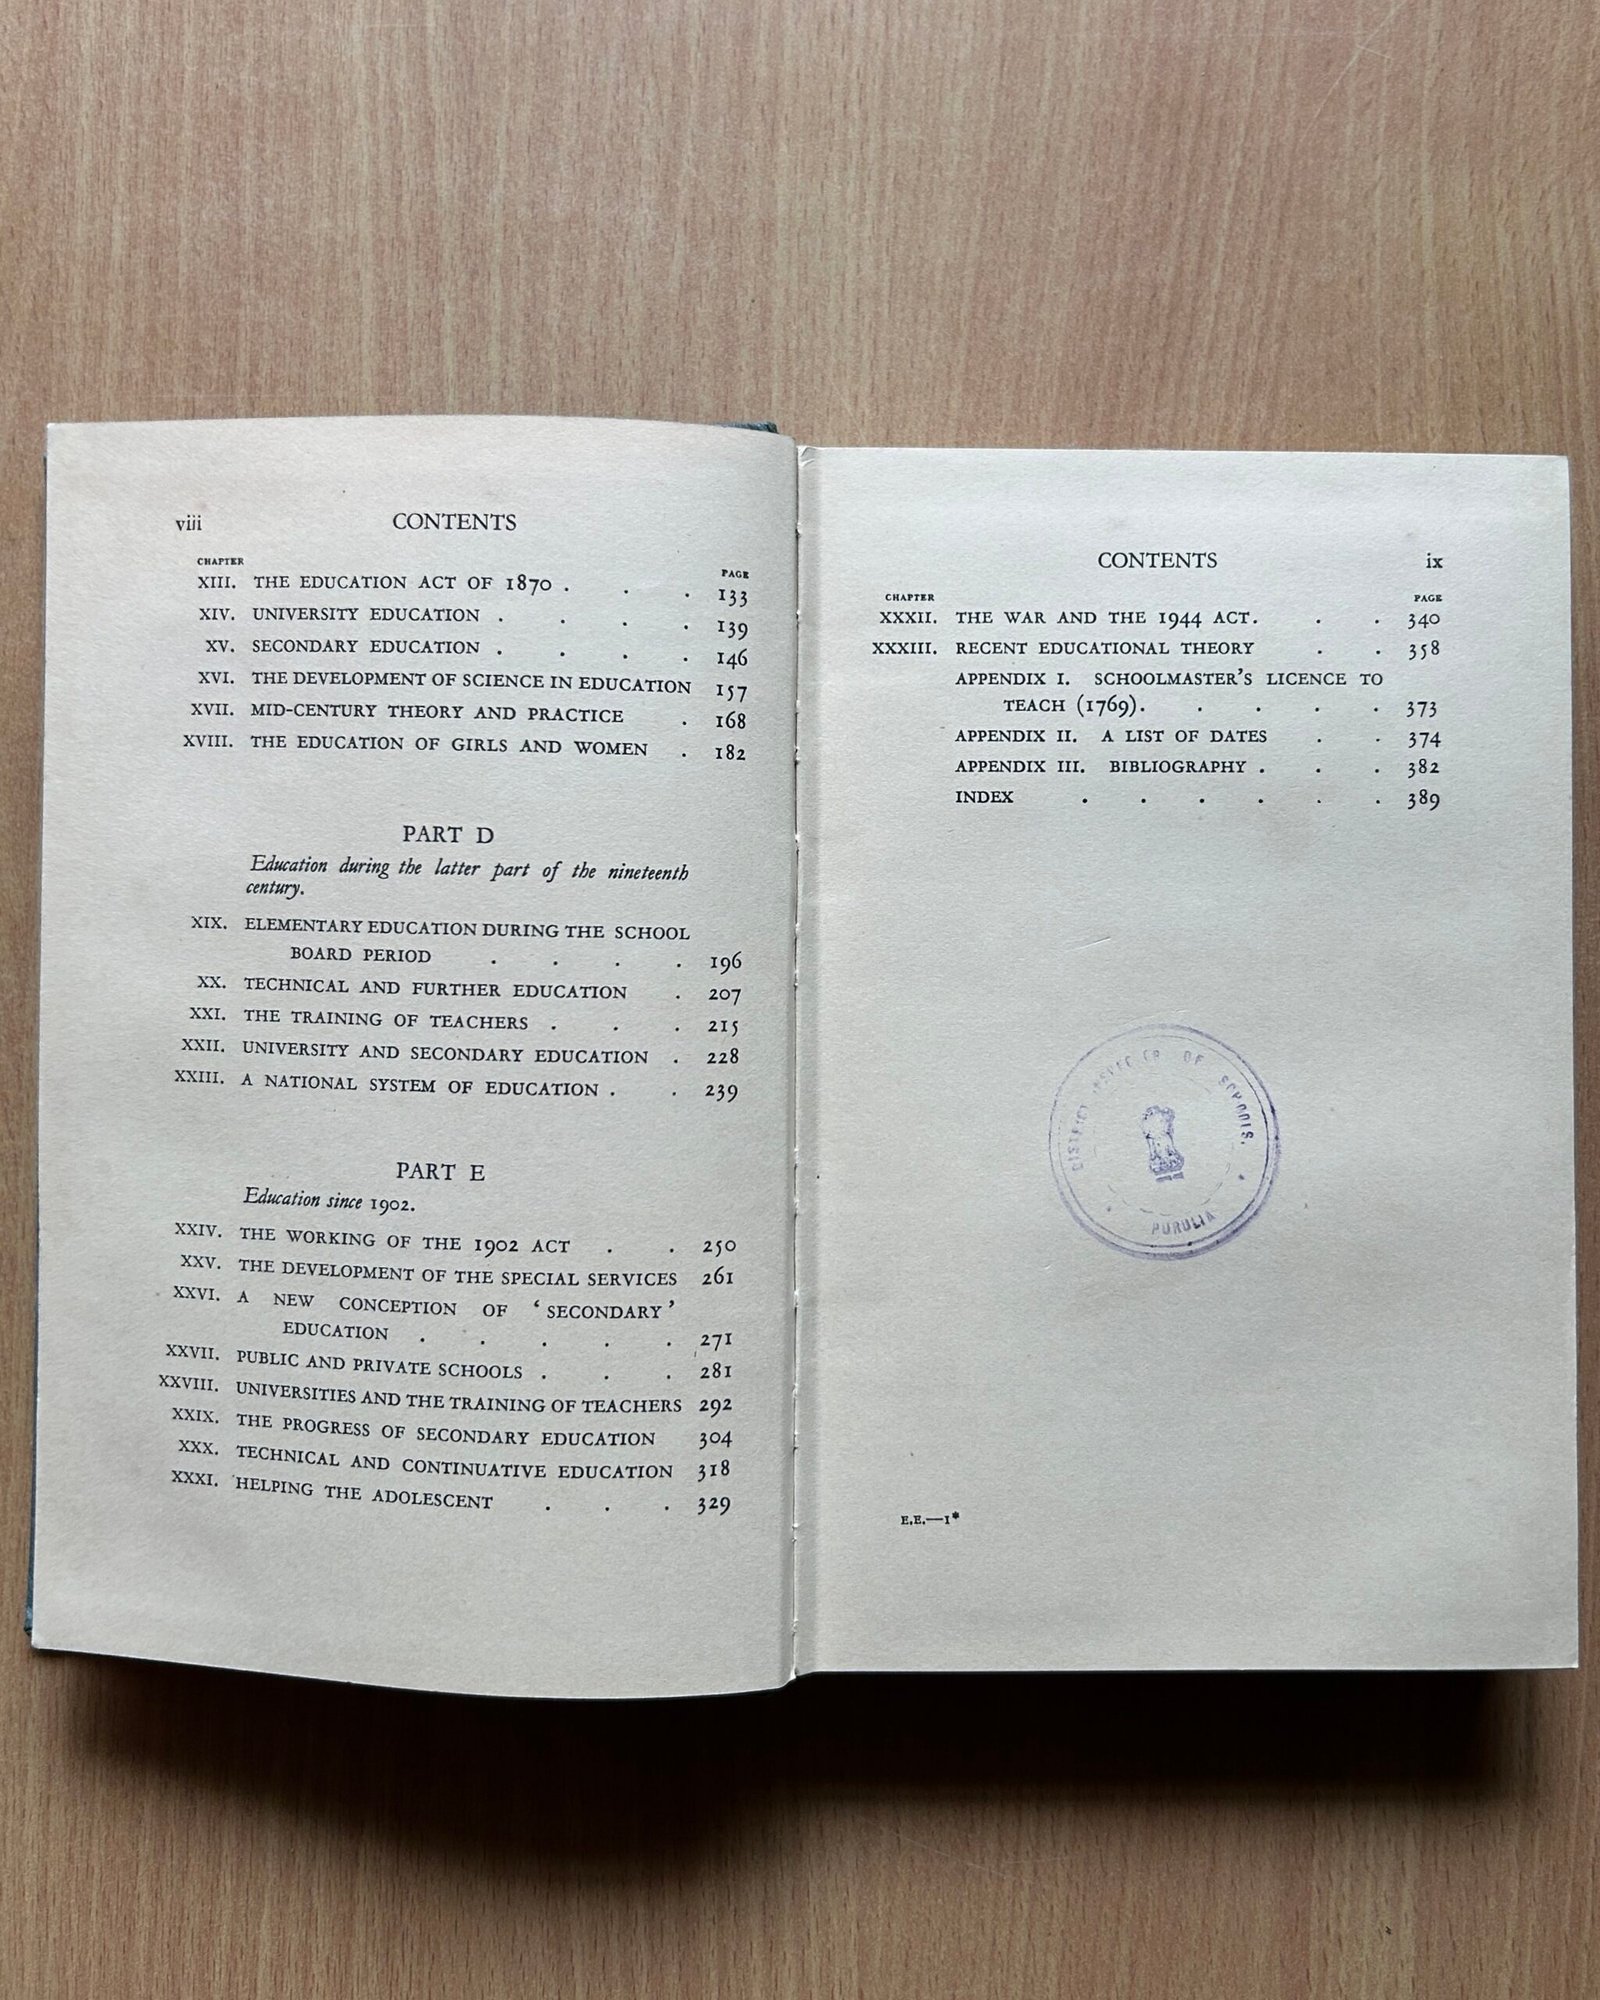 viii CONTENTS
CHAPTER PAGE
XIII. THE EDUCATION ACT OF 1870 . . . 133
XIV. UNIVERSITY EDUCATION . . . . 139
XV. SECONDARY EDUCATION . . . . 146
XVI. THE DEVELOPMENT OF SCIENCE IN EDUCATION 157
XVII. MID-CENTURY THEORY AND PRACTICE . 168
XVIII. THE EDUCATION OF GIRLS AND WOMEN . 182
PART D
Education during the latter part of the nineteenth
century.
XIX. ELEMENTARY EDUCATION DURING THE SCHOOL
BOARD PERIOD . . . . 196
XX. TECHNICAL AND FURTHER EDUCATION . 207
XXI. THE TRAINING OF TEACHERS . . . 215
XXII. UNIVERSITY AND SECONDARY EDUCATION . 228
XXIII. A NATIONAL SYSTEM OF EDUCATION . . 239
PART E
Education since 1902.
XXIV. THE WORKING OF THE 1902 ACT . . 250
XXV. THE DEVELOPMENT OF THE SPECIAL SERVICES 261
XXVI. A NEW CONCEPTION OF ‘SECONDARY’
EDUCATION . . . . . 271
XXVII. PUBLIC AND PRIVATE SCHOOLS . . . 281
XXVIII. UNIVERSITIES AND THE TRAINING OF TEACHERS 292
XXIX. THE PROGRESS OF SECONDARY EDUCATION 304
XXX. TECHNICAL AND CONTINUATIVE EDUCATION 318
XXXI. HELPING THE ADOLESCENT . . . 329
CONTENTS ix
CHAPTER PAGE
XXXII. THE WAR AND THE 1944 ACT. . . 340
XXXIII. RECENT EDUCATIONAL THEORY . . 358
APPENDIX I. SCHOOLMASTER’S LICENCE TO
TEACH (1769). . . . . 373
APPENDIX II. A LIST OF DATES . . 374
APPENDIX III. BIBLIOGRAPHY . . . 382
INDEX . . . . . . 389
DISTRICT INSPECTOR OF SCHOOLS.
PURULIA
E.E.—1*